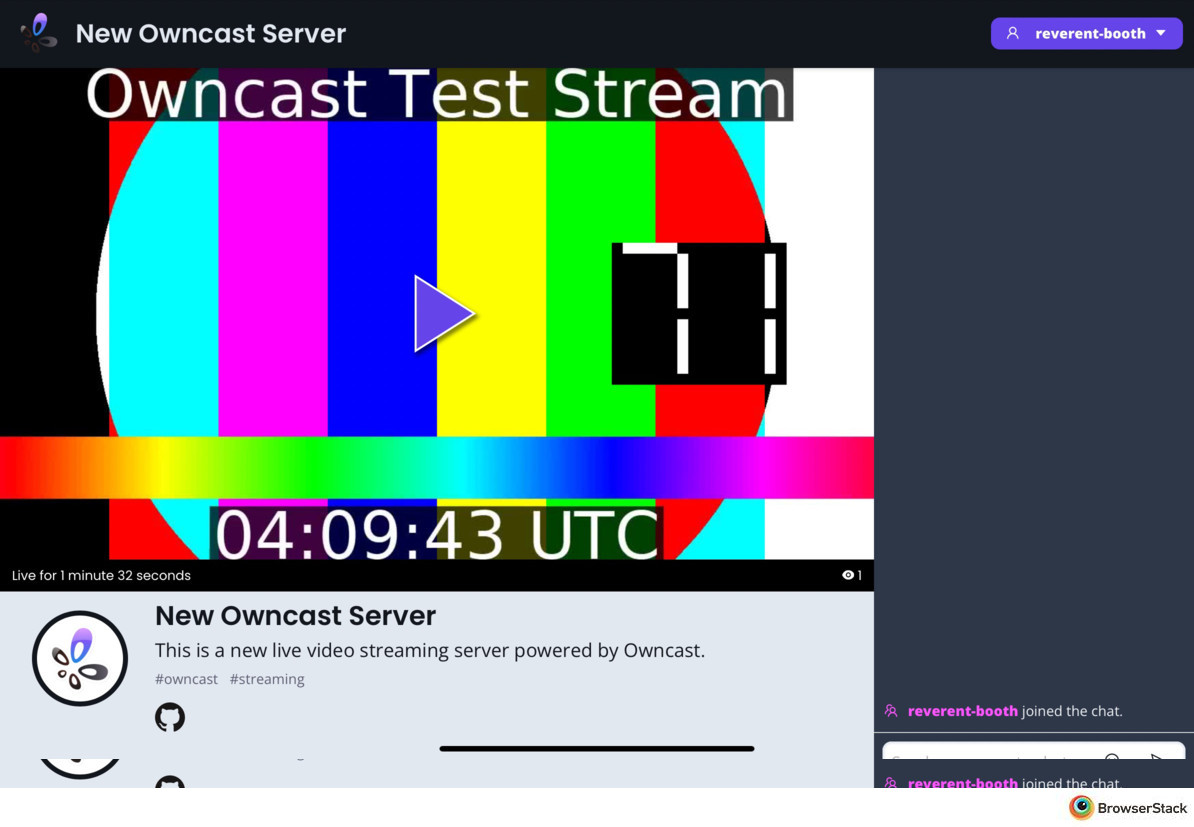 New Owncast Server
reverent-booth
Owncast Test Stream
04:09:43 UTC
Live for 1 minute 32 seconds
1
New Owncast Server
This is a new live video streaming server powered by Owncast.
#owncast #streaming
reverent-booth joined the chat.
reverent-booth joined the chat.
BrowserStack